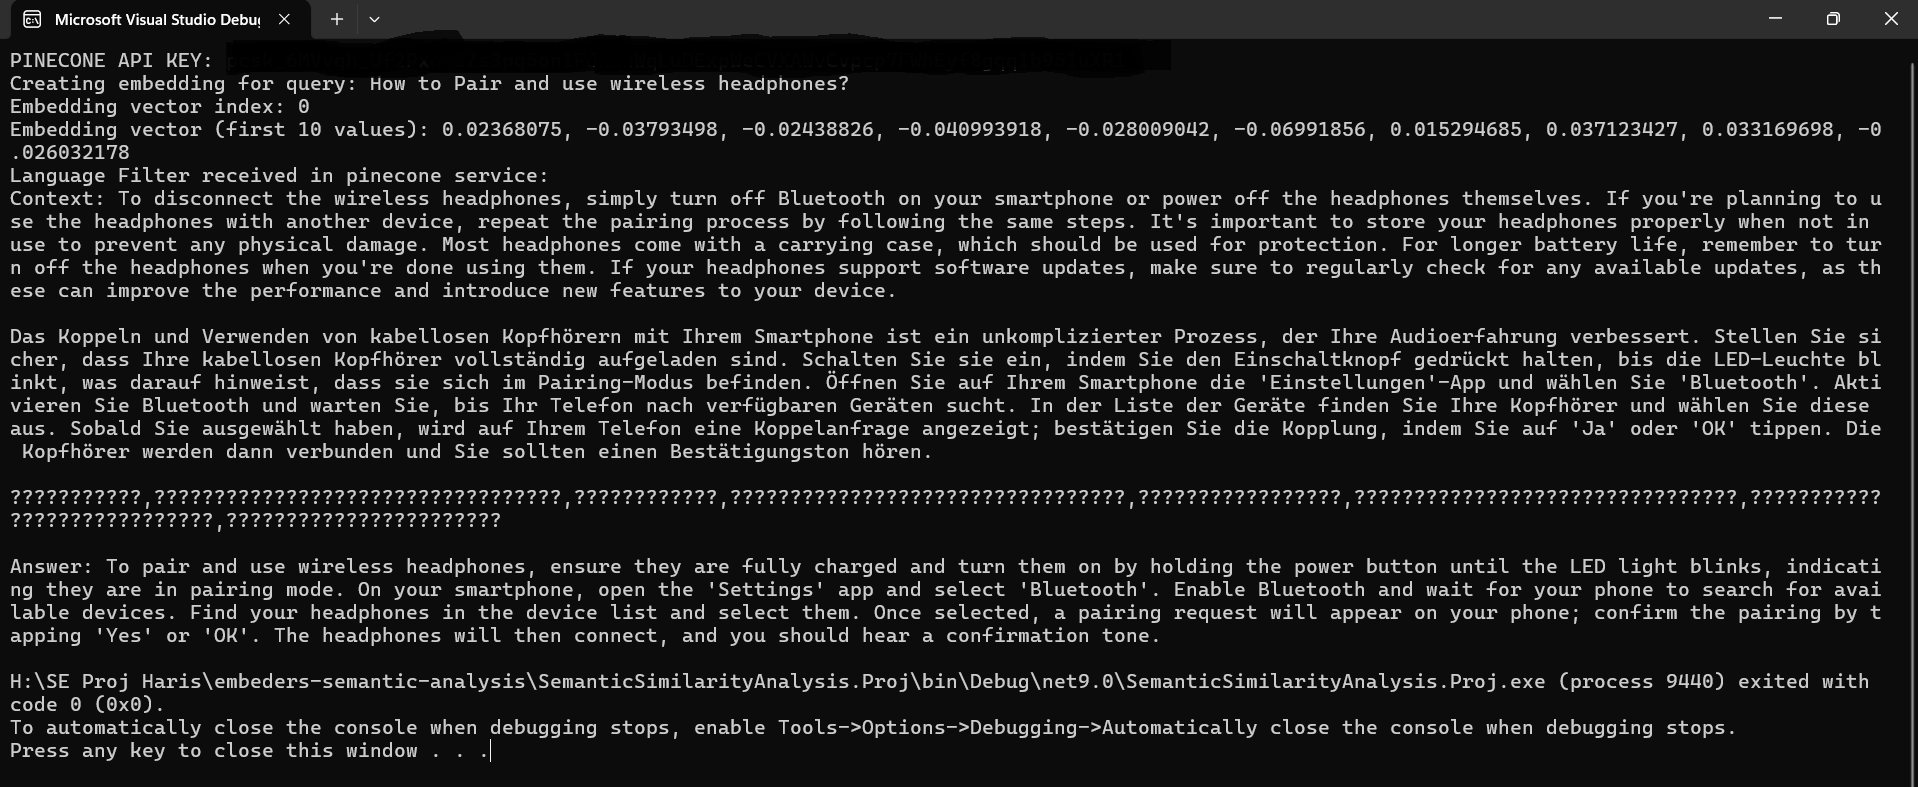 Microsoft Visual Studio Debug
PINECONE API KEY:
Creating embedding for query: How to Pair and use wireless headphones?
Embedding vector index: 0
Embedding vector (first 10 values): 0.02368075, -0.03793498, -0.02438826, -0.040993918, -0.028009042, -0.06991856, 0.015294685, 0.037123427, 0.033169698, -0
.026032178
Language Filter received in pinecone service:
Context: To disconnect the wireless headphones, simply turn off Bluetooth on your smartphone or power off the headphones themselves. If you're planning to u
se the headphones with another device, repeat the pairing process by following the same steps. It's important to store your headphones properly when not in
use to prevent any physical damage. Most headphones come with a carrying case, which should be used for protection. For longer battery life, remember to tur
n off the headphones when you're done using them. If your headphones support software updates, make sure to regularly check for any available updates, as th
ese can improve the performance and introduce new features to your device.
Das Koppeln und Verwenden von kabellosen Kopfhörern mit Ihrem Smartphone ist ein unkomplizierter Prozess, der Ihre Audioerfahrung verbessert. Stellen Sie si
cher, dass Ihre kabellosen Kopfhörer vollständig aufgeladen sind. Schalten Sie sie ein, indem Sie den Einschaltknopf gedrückt halten, bis die LED-Leuchte bl
inkt, was darauf hinweist, dass sie sich im Pairing-Modus befinden. Öffnen Sie auf Ihrem Smartphone die 'Einstellungen'-App und wählen Sie 'Bluetooth'. Akti
vieren Sie Bluetooth und warten Sie, bis Ihr Telefon nach verfügbaren Geräten sucht. In der Liste der Geräte finden Sie Ihre Kopfhörer und wählen Sie diese
aus. Sobald Sie ausgewählt haben, wird auf Ihrem Telefon eine Koppelanfrage angezeigt; bestätigen Sie die Kopplung, indem Sie auf 'Ja' oder 'OK' tippen. Die
Kopfhörer werden dann verbunden und Sie sollten einen Bestätigungston hören.
???????????,??????????????????????????????????,????????????,?????????????????????????????????,?????????????????,????????????????????????????????,???????????
?????????????????,???????????????????????
Answer: To pair and use wireless headphones, ensure they are fully charged and turn them on by holding the power button until the LED light blinks, indicati
ng they are in pairing mode. On your smartphone, open the 'Settings' app and select 'Bluetooth'. Enable Bluetooth and wait for your phone to search for avai
lable devices. Find your headphones in the device list and select them. Once selected, a pairing request will appear on your phone; confirm the pairing by t
apping 'Yes' or 'OK'. The headphones will then connect, and you should hear a confirmation tone.
H:\SE Proj Haris\embeders-semantic-analysis\SemanticSimilarityAnalysis.Proj\bin\Debug\net9.0\SemanticSimilarityAnalysis.Proj.exe (process 9440) exited with
code 0 (0x0).
To automatically close the console when debugging stops, enable Tools->Options->Debugging->Automatically close the console when debugging stops.
Press any key to close this window . . .